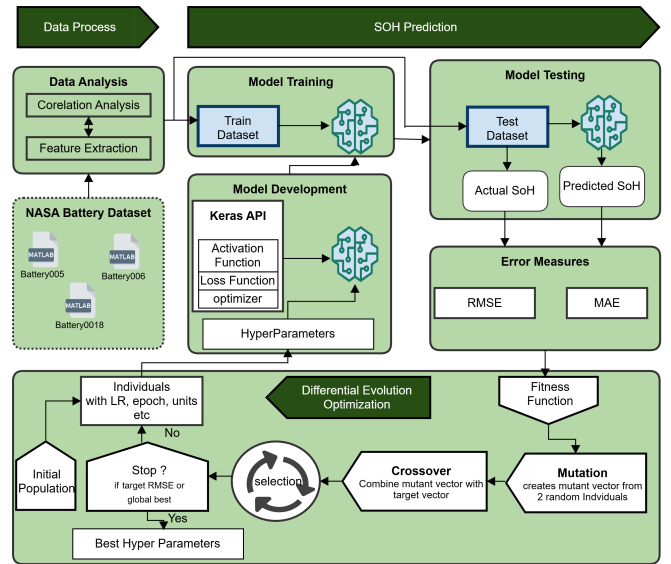 Data Process
SOH Prediction
Data Analysis
Corelation Analysis
Feature Extraction
NASA Battery Dataset
MATLAB
Battery005
MATLAB
Battery006
MATLAB
Battery0018
Model Training
Train
Dataset
Model Development
Keras API
Activation
Function
Loss Function
optimizer
HyperParameters
Model Testing
Test
Dataset
Actual SoH
Predicted SoH
Error Measures
RMSE
MAE
Individuals
with LR, epoch, units
etc
Differential Evolution
Optimization
Fitness
Function
No
Initial
Population
Stop ?
if target RMSE or
global best
selection
Crossover
Combine mutant vector with
target vector
Mutation
creates mutant vector from
2 random Indviduals
Yes
Best Hyper Parameters